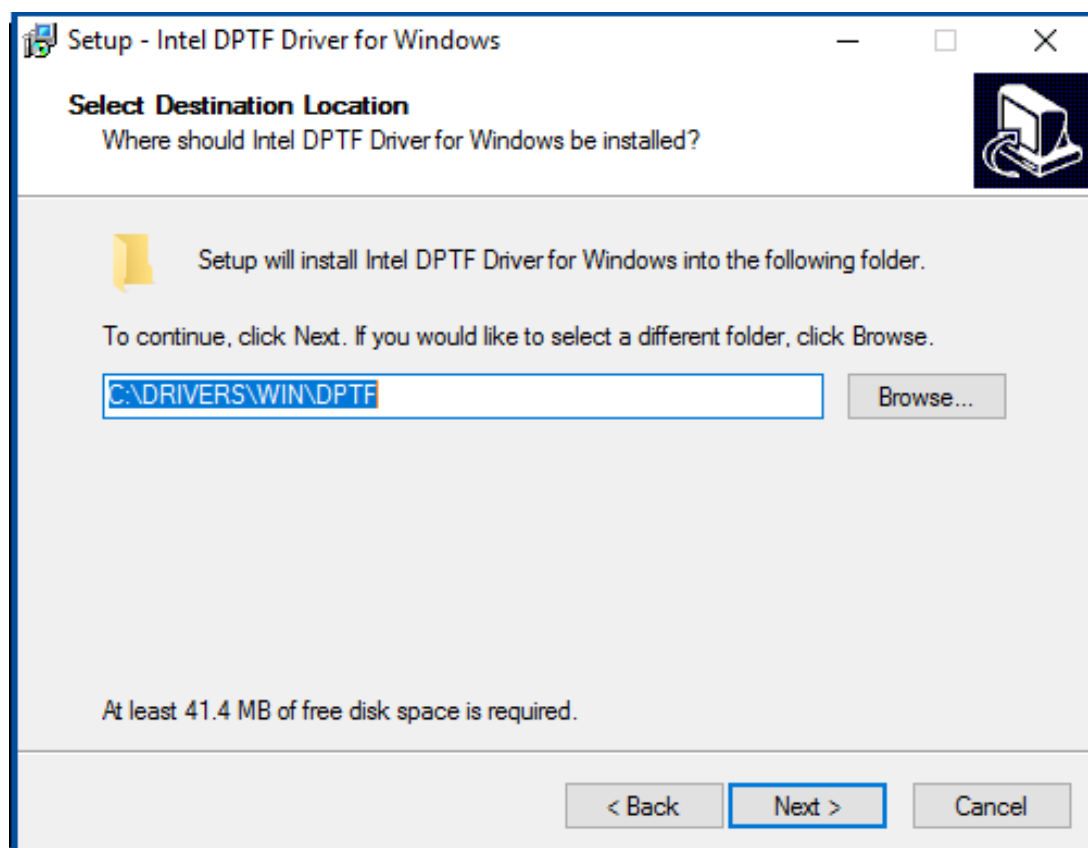 Setup - Intel DPTF Driver for Windows
Select Destination Location
Where should Intel DPTF Driver for Windows be installed?
Setup will install Intel DPTF Driver for Windows into the following folder.
To continue, click Next. If you would like to select a different folder, click Browse.
C:\DRIVERS\WIN\DPTF
Browse...
At least 41.4 MB of free disk space is required.
< Back
Next >
Cancel